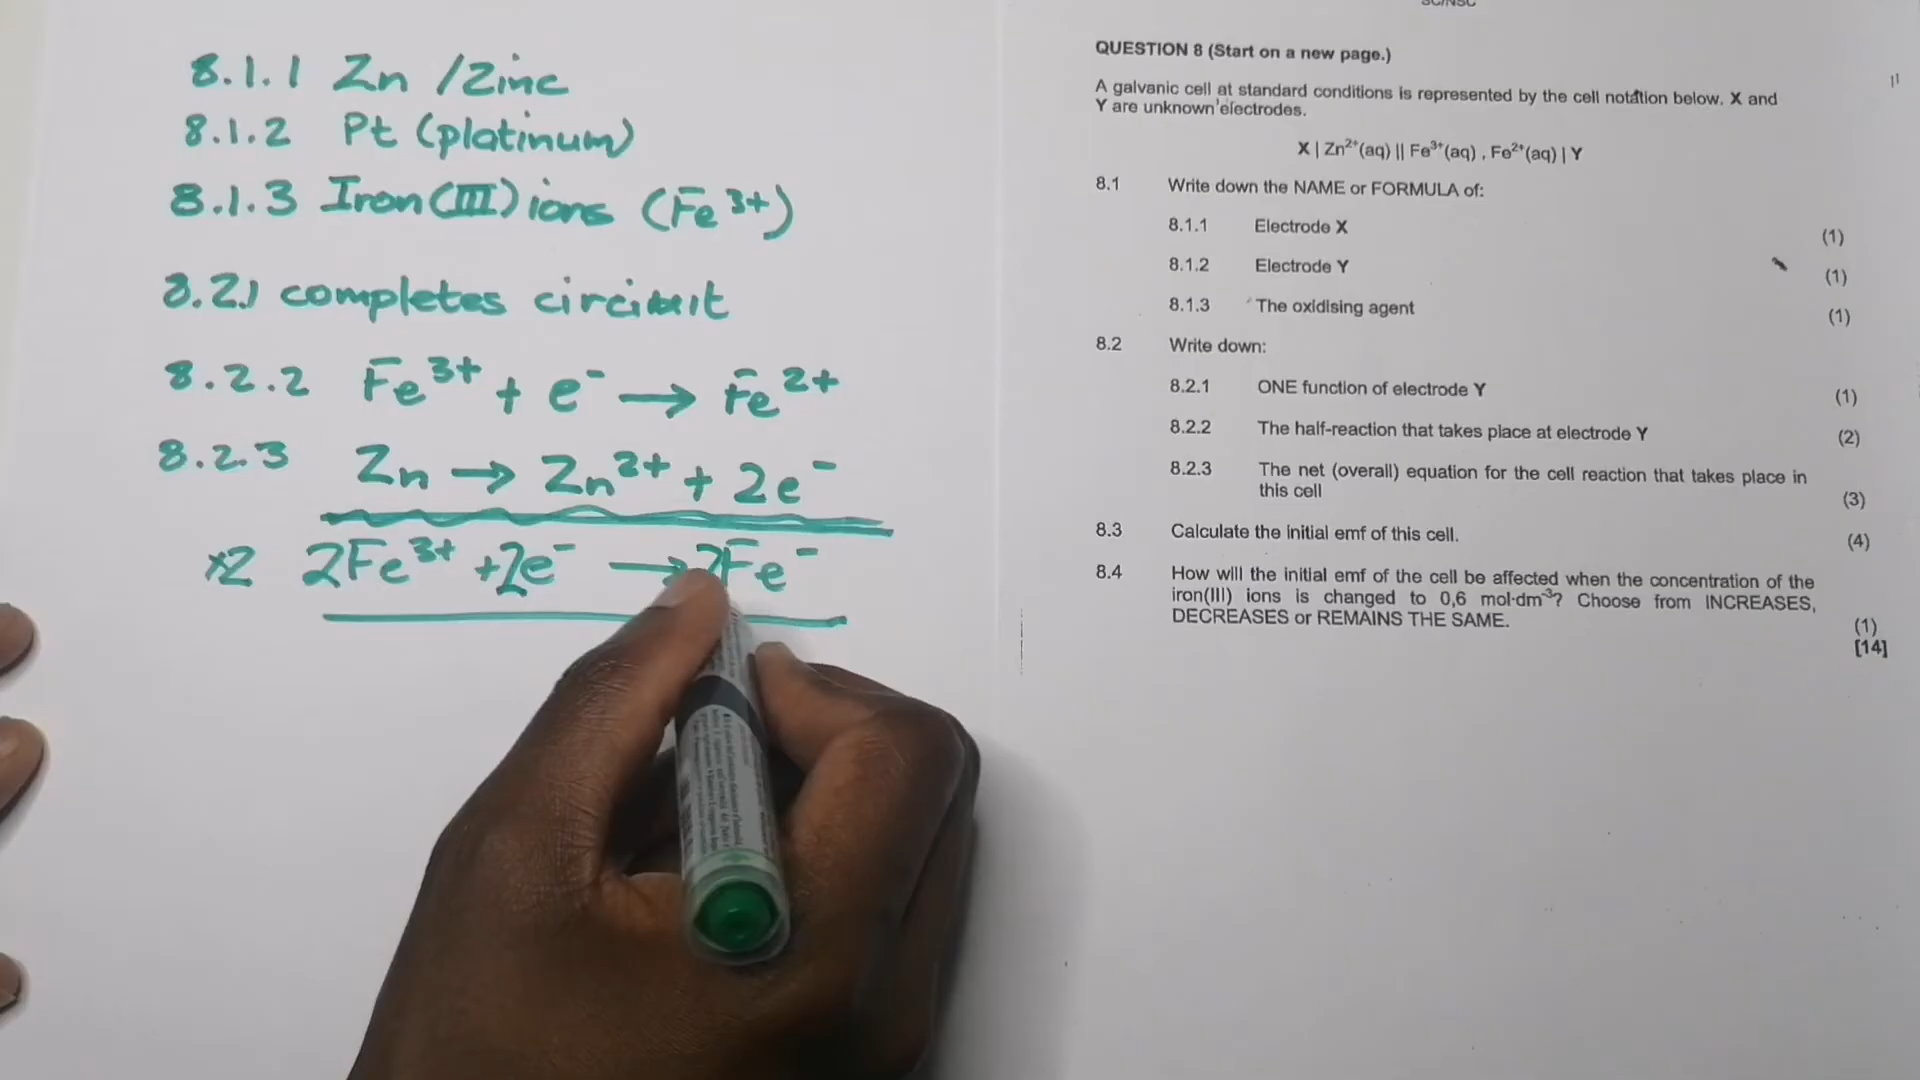 8.1.1 Zn /Zinc
8.1.2 Pt (platinum)
8.1.3 Iron(III) ions (Fe³⁺)
8.2.1 completes circuit
8.2.2 Fe³⁺ + e⁻ → Fe²⁺
8.2.3 Zn → Zn²⁺ + 2e⁻
×2 2Fe³⁺ +2e⁻ → 2Fe⁻
SC/NSC
QUESTION 8 (Start on a new page.)
A galvanic cell at standard conditions is represented by the cell notation below. X and
Y are unknown electrodes.
X | Zn²⁺(aq) || Fe³⁺(aq) , Fe²⁺(aq) | Y
8.1 Write down the NAME or FORMULA of:
8.1.1 Electrode X (1)
8.1.2 Electrode Y (1)
8.1.3 The oxidising agent (1)
8.2 Write down:
8.2.1 ONE function of electrode Y (1)
8.2.2 The half-reaction that takes place at electrode Y (2)
8.2.3 The net (overall) equation for the cell reaction that takes place in
this cell (3)
8.3 Calculate the initial emf of this cell. (4)
8.4 How will the initial emf of the cell be affected when the concentration of the
iron(III) ions is changed to 0,6 mol·dm⁻³? Choose from INCREASES,
DECREASES or REMAINS THE SAME. (1)
[14]